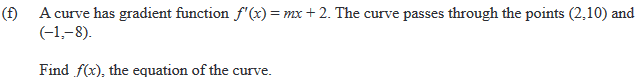 (f) A curve has gradient function f'(x) = mx + 2. The curve passes through the points (2,10) and
(−1,−8).
Find f(x), the equation of the curve.